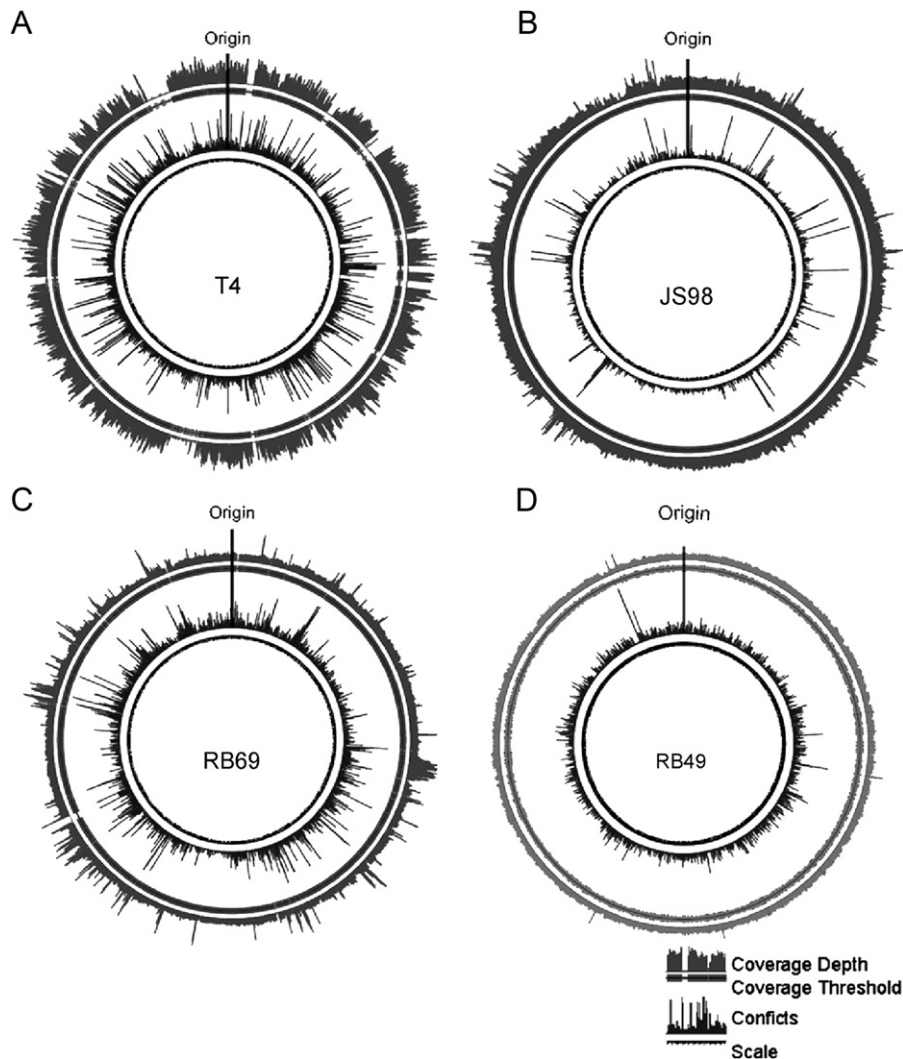 A
Origin
T4
B
Origin
JS98
C
Origin
RB69
D
Origin
RB49
Coverage Depth
Coverage Threshold
Conficts
Scale